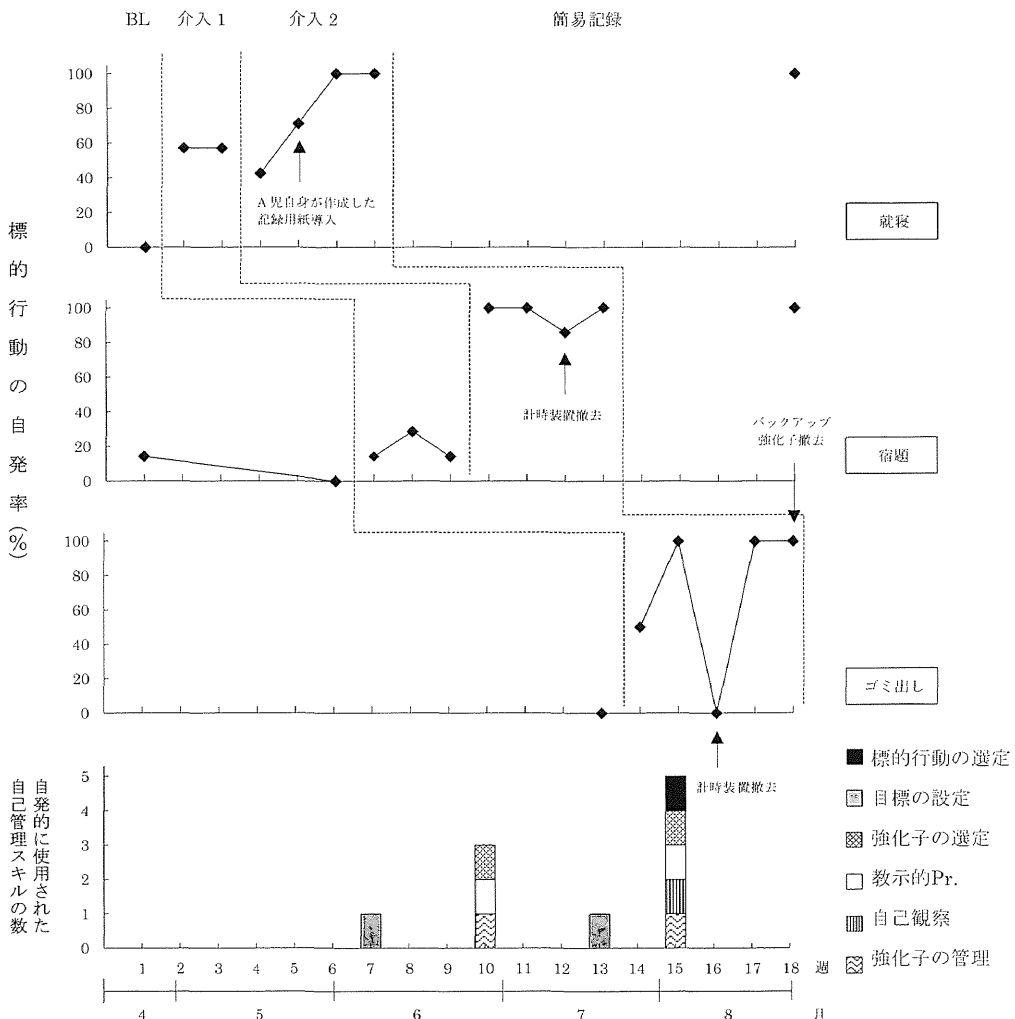 BL 介入 1 介入 2 簡易記録
標的行動の自発率(%)
100
80
60
40
20
0
A 児自身が作成した
記録用紙導入
就寝
100
80
60
40
20
0
計時装置撤去
バックアップ
強化子撤去
宿題
100
80
60
40
20
0
計時装置撤去
ゴミ出し
自発的に使用された
自己管理スキルの数
5
4
3
2
1
0
標的行動の選定
目標の設定
強化子の選定
教示的Pr.
自己観察
強化子の管理
1 2 3 4 5 6 7 8 9 10 11 12 13 14 15 16 17 18 週
4 5 6 7 8 月